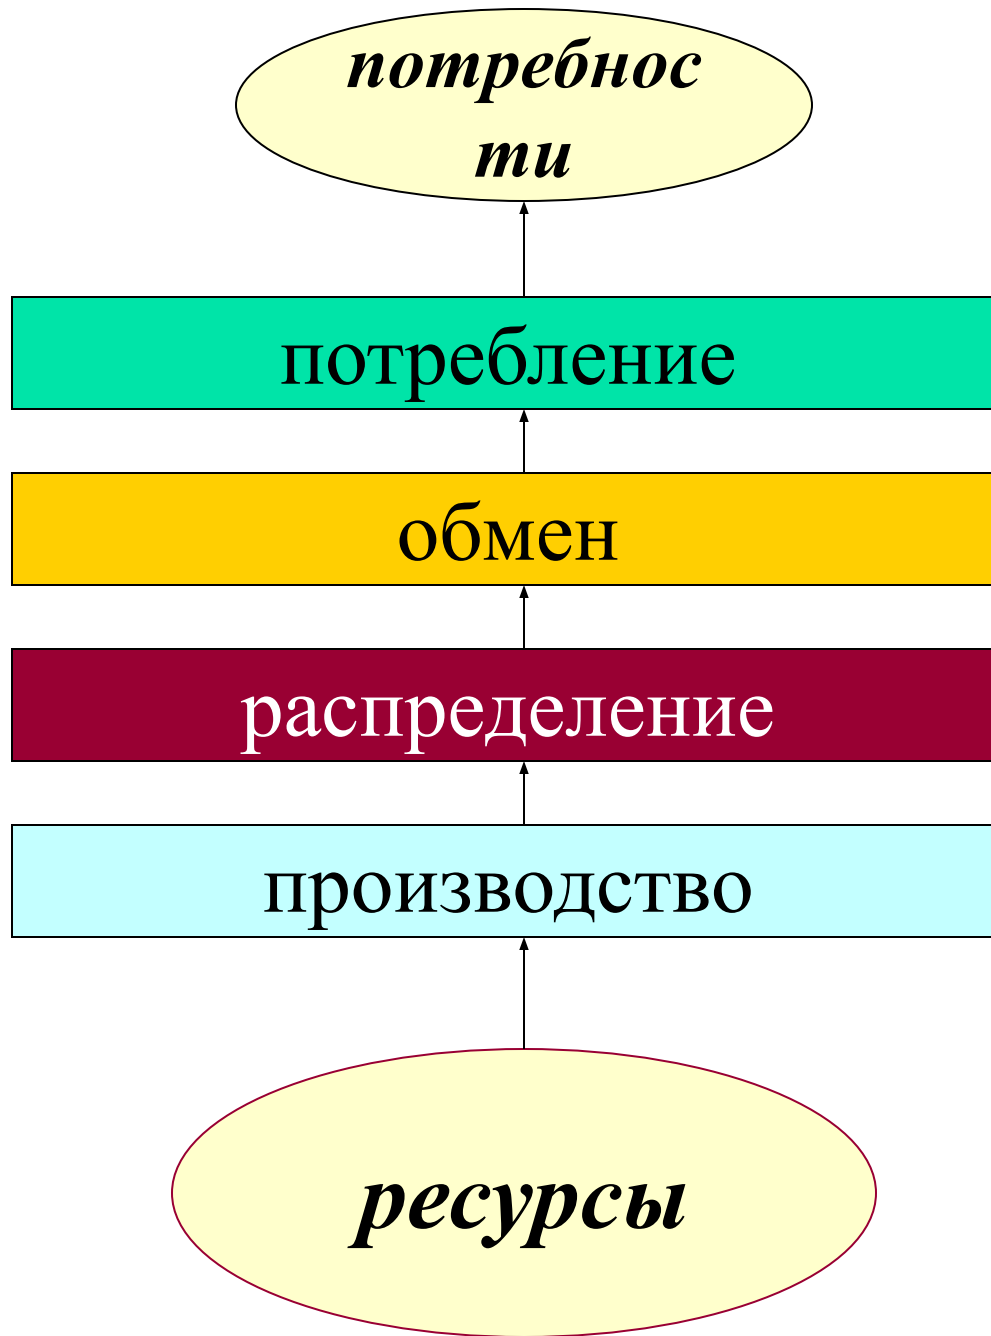 потребнос
ти
потребление
обмен
распределение
производство
ресурсы